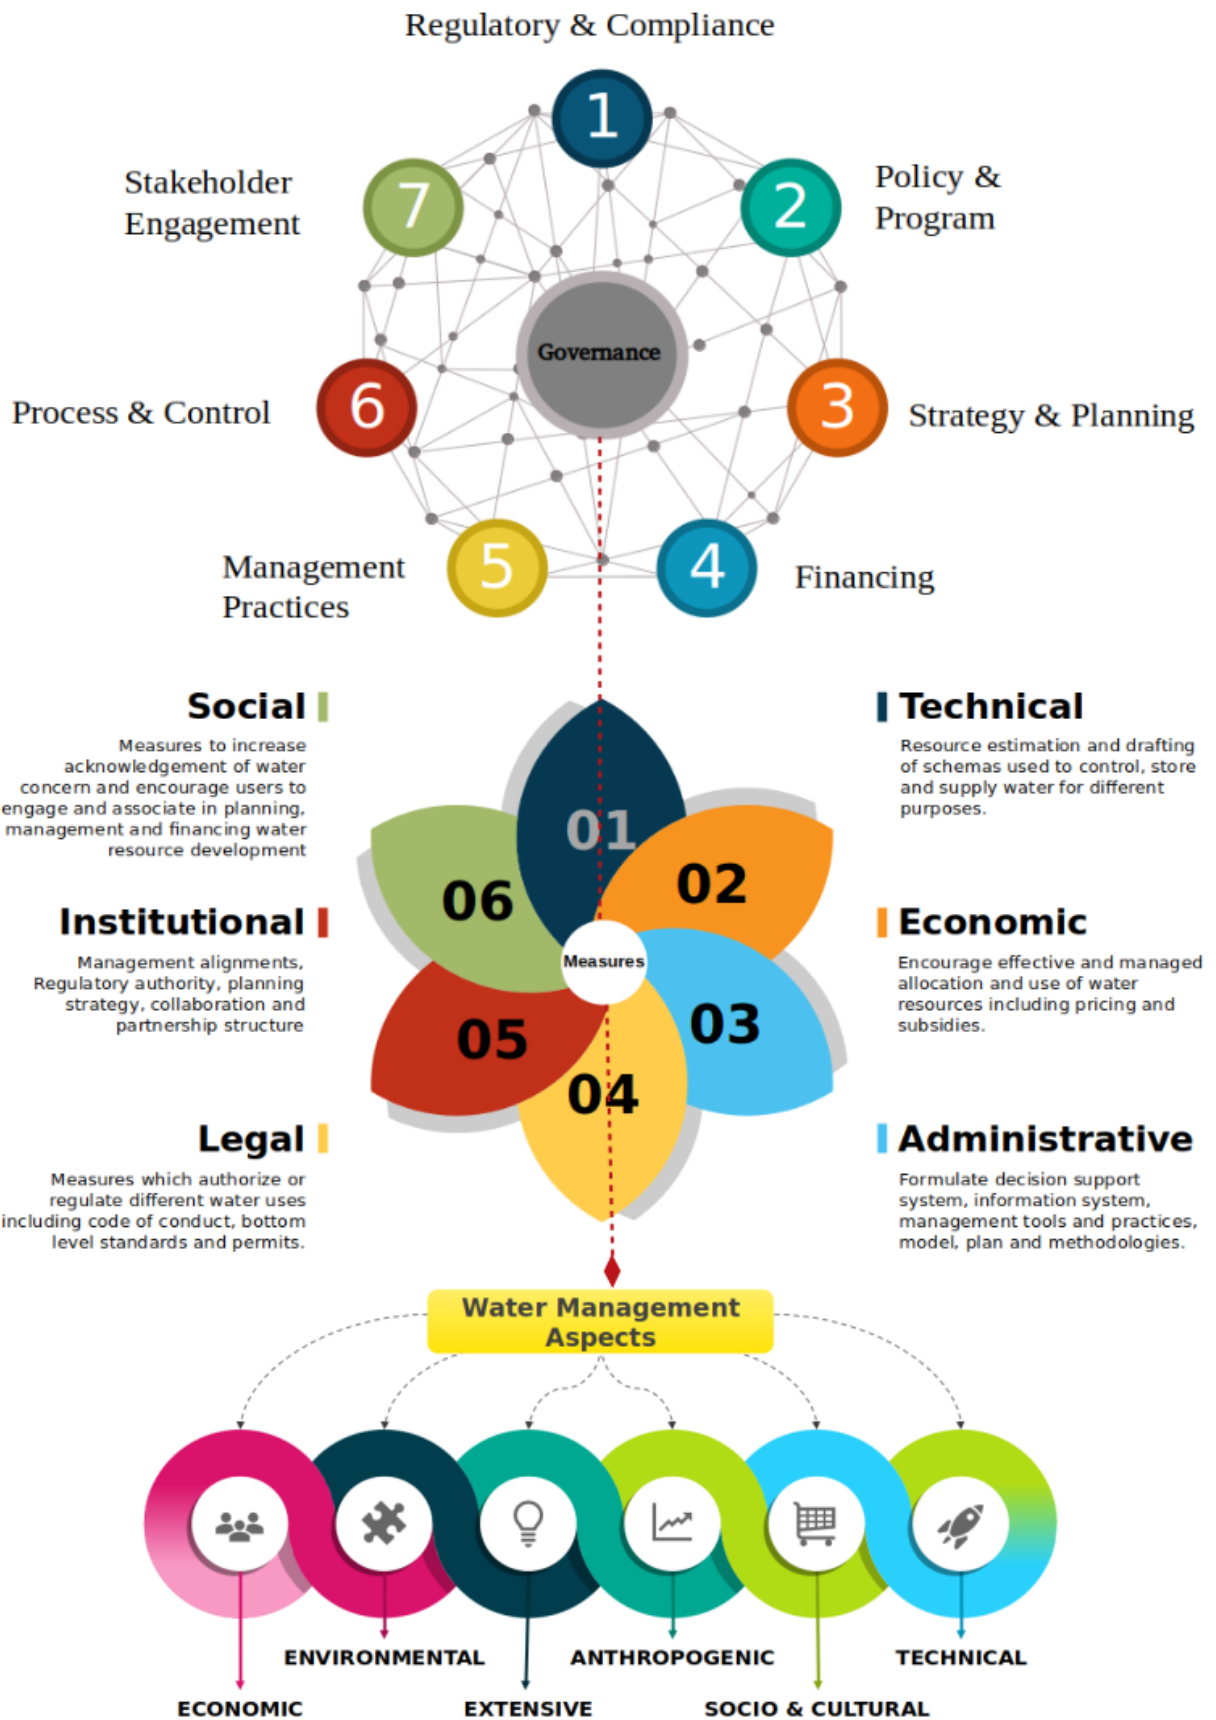 Regulatory & Compliance
1
Stakeholder
Engagement
7
2
Policy &
Program
Governance
Process & Control
6
3
Strategy & Planning
Management
Practices
5
4
Financing
Social
Measures to increase
acknowledgement of water
concern and encourage users to
engage and associate in planning,
management and financing water
resource development
Technical
Resource estimation and drafting
of schemas used to control, store
and supply water for different
purposes.
01
06
02
Institutional
Management alignments,
Regulatory authority, planning
strategy, collaboration and
partnership structure
Measures
Economic
Encourage effective and managed
allocation and use of water
resources including pricing and
subsidies.
05
03
04
Legal
Measures which authorize or
regulate different water uses
including code of conduct, bottom
level standards and permits.
Administrative
Formulate decision support
system, information system,
management tools and practices,
model, plan and methodologies.
Water Management
Aspects
ENVIRONMENTAL
ANTHROPOGENIC
TECHNICAL
ECONOMIC
EXTENSIVE
SOCIO & CULTURAL